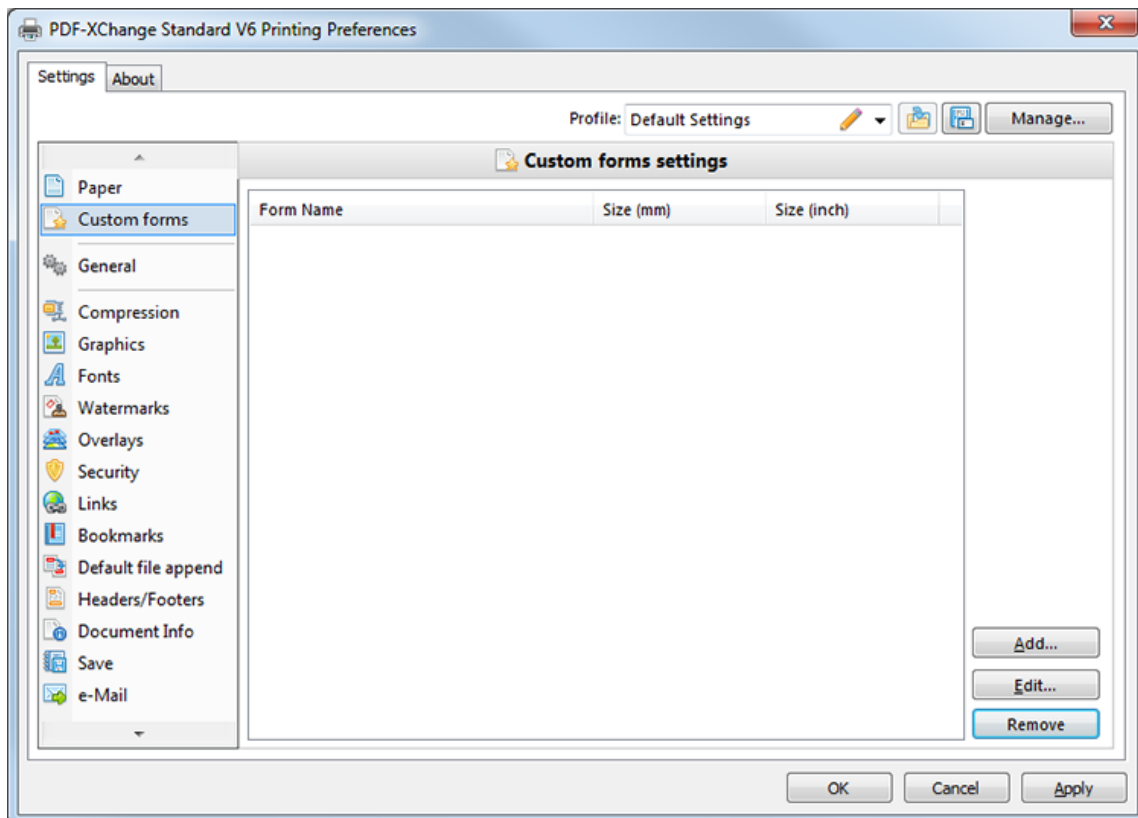 PDF-XChange Standard V6 Printing Preferences
Settings
About
Profile: Default Settings
Manage...
Custom forms settings
Paper
Custom forms
General
Compression
Graphics
Fonts
Watermarks
Overlays
Security
Links
Bookmarks
Default file append
Headers/Footers
Document Info
Save
e-Mail
Form Name
Size (mm)
Size (inch)
Add...
Edit...
Remove
OK
Cancel
Apply